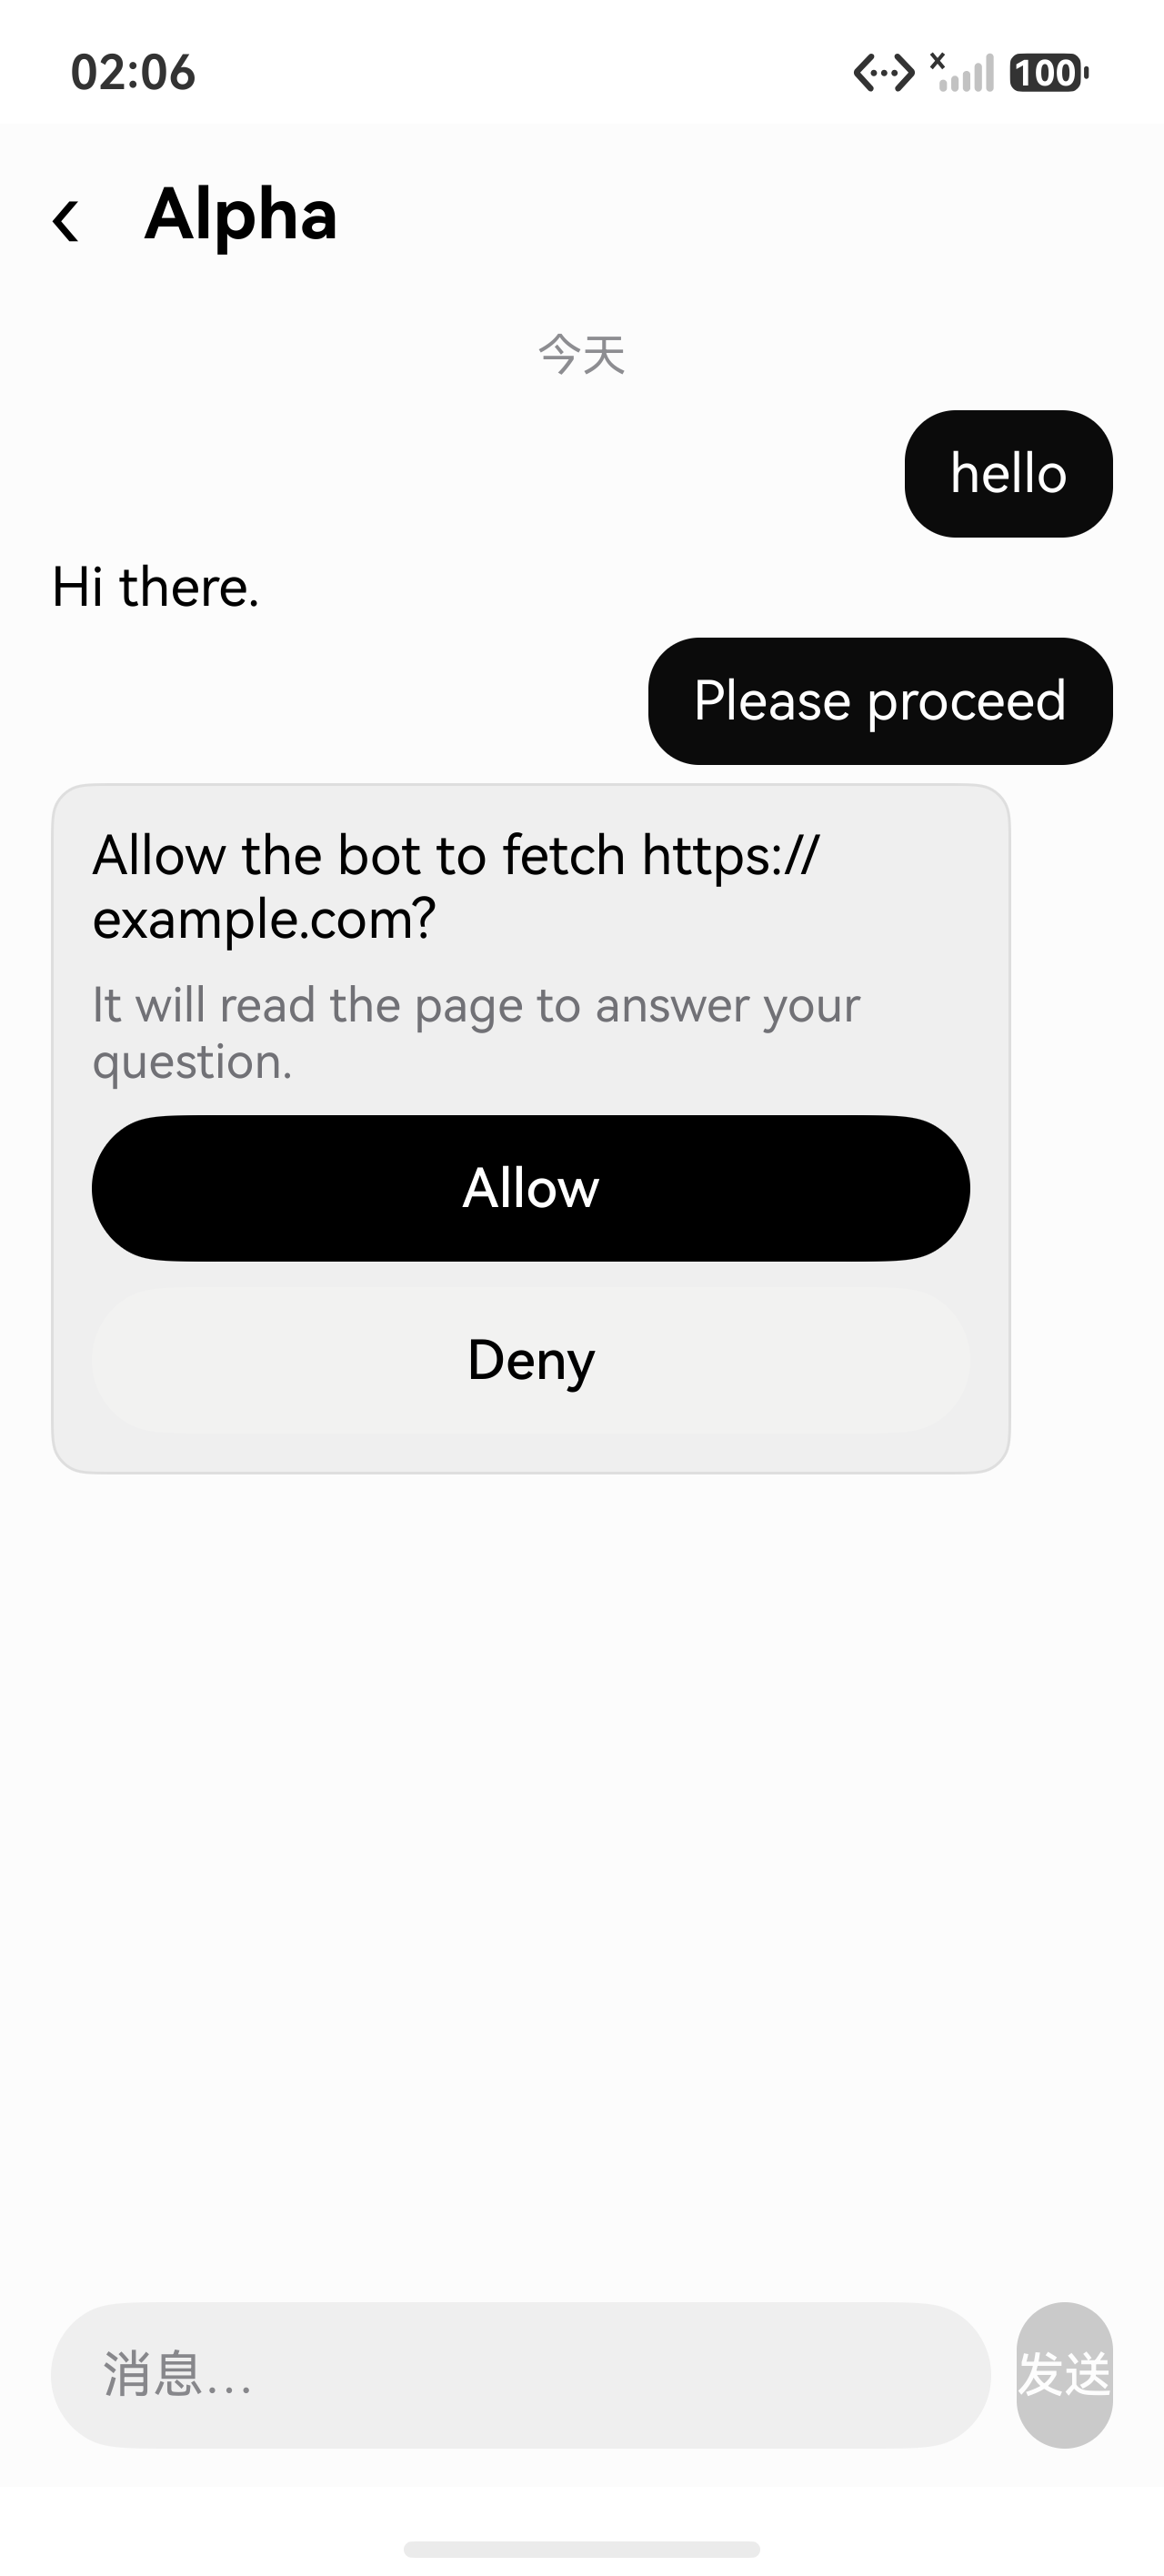 02:06
100
Alpha
今天
hello
Hi there.
Please proceed
Allow the bot to fetch https://
example.com?
It will read the page to answer your
question.
Allow
Deny
消息...
发送